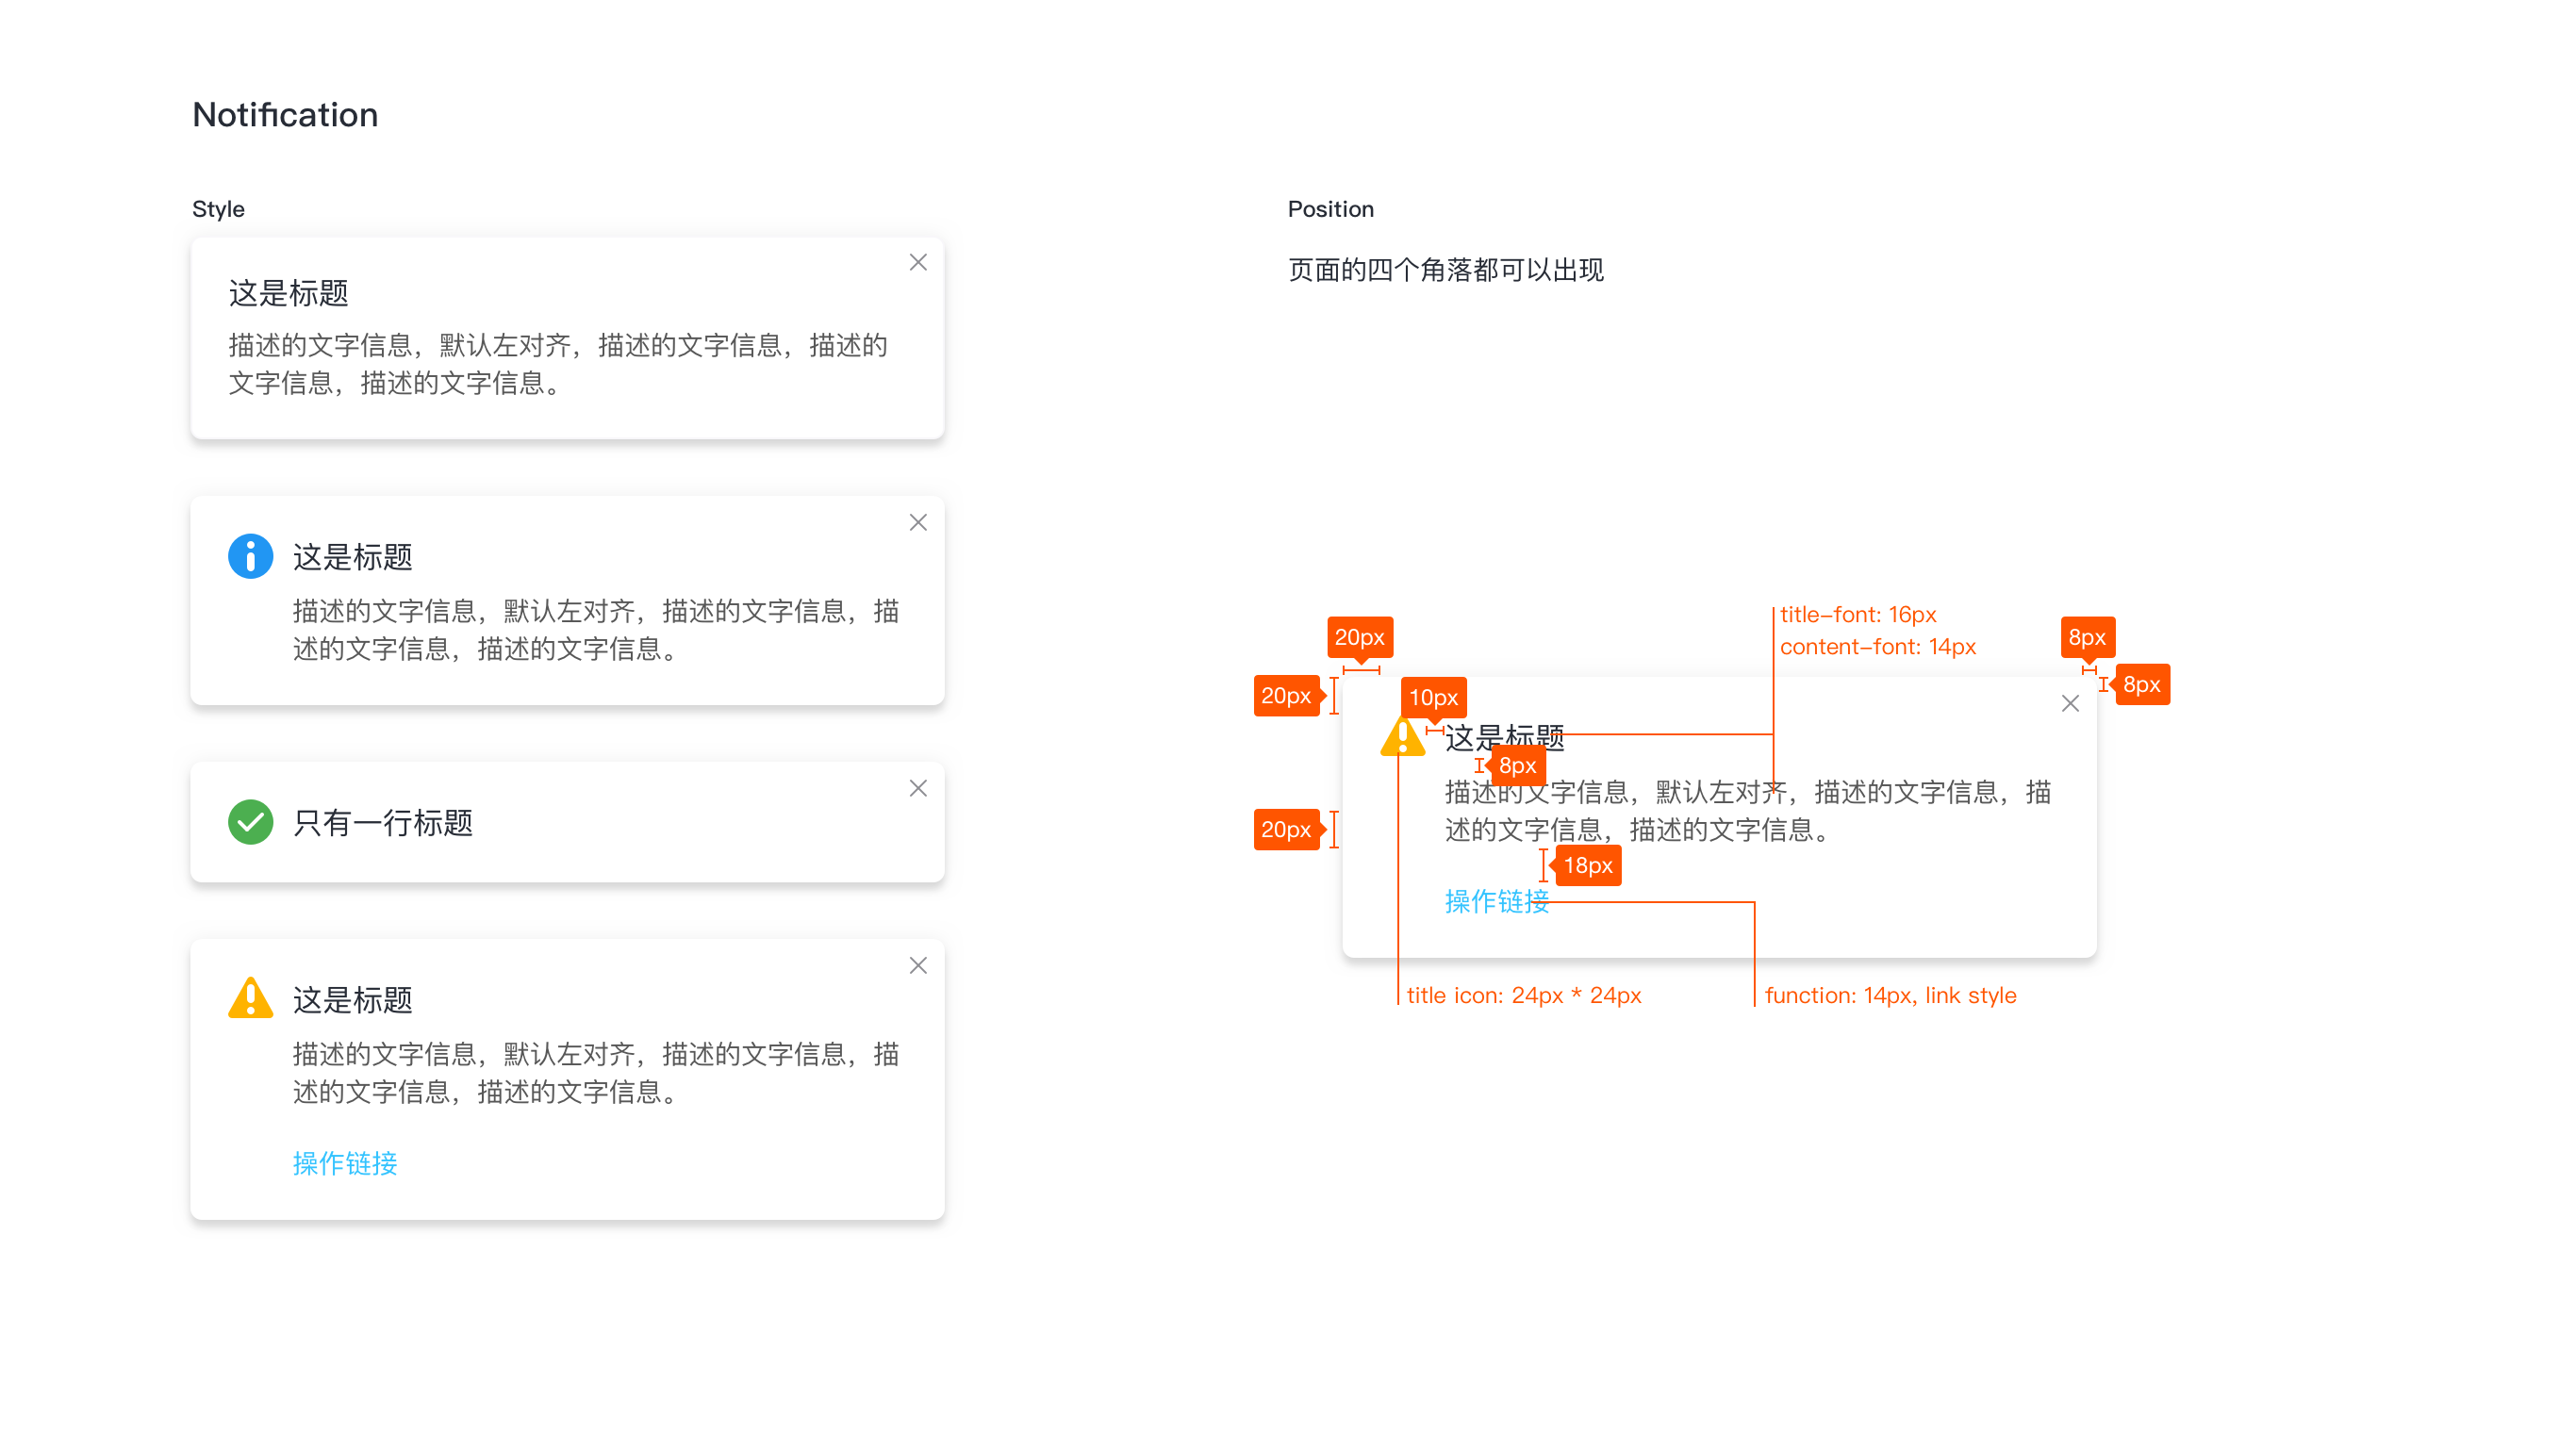 Notification
Style
这是标题
描述的文字信息，默认左对齐，描述的文字信息，描述的
文字信息，描述的文字信息。
这是标题
描述的文字信息，默认左对齐，描述的文字信息，描
述的文字信息，描述的文字信息。
只有一行标题
这是标题
描述的文字信息，默认左对齐，描述的文字信息，描
述的文字信息，描述的文字信息。
操作链接
Position
页面的四个角落都可以出现
title-font: 16px
content-font: 14px
20px
8px
20px
8px
10px
这是标题
8px
描述的文字信息，默认左对齐，描述的文字信息，描
述的文字信息，描述的文字信息。
20px
18px
操作链接
title icon: 24px * 24px
function: 14px, link style